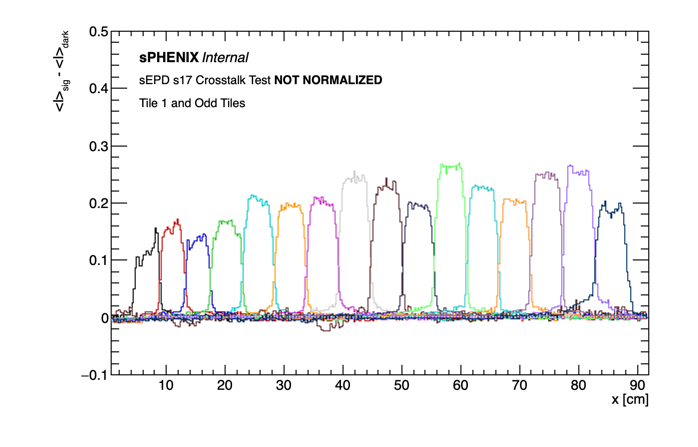 sPHENIX Internal
sEPD s17 Crosstalk Test NOT NORMALIZED
Tile 1 and Odd Tiles
<I>sig - <I>dark
0.5
0.4
0.3
0.2
0.1
0
−0.1
10 20 30 40 50 60 70 80 90
x [cm]